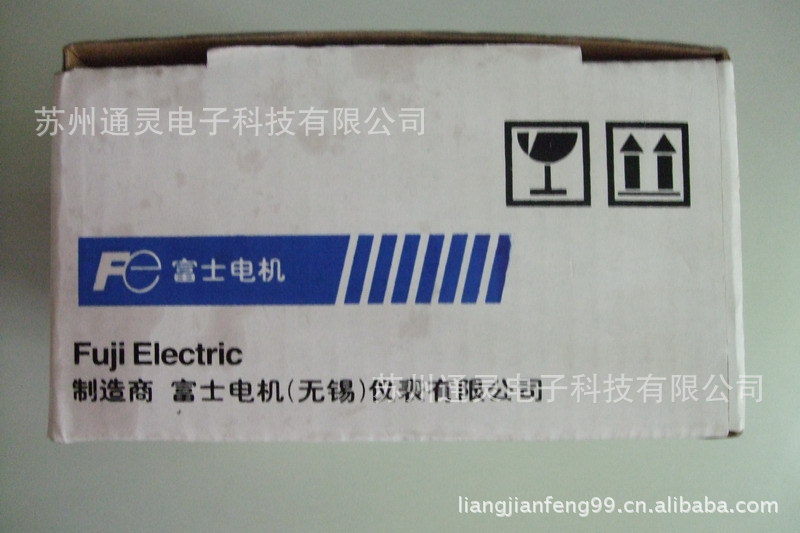 苏州通灵电子科技有限公司
Fe 富士电机
Fuji Electric
制造商 富士电机(无锡)仪表有限公司
苏州通灵电子科技有限公司
liangjianfeng99.cn.alibaba.com